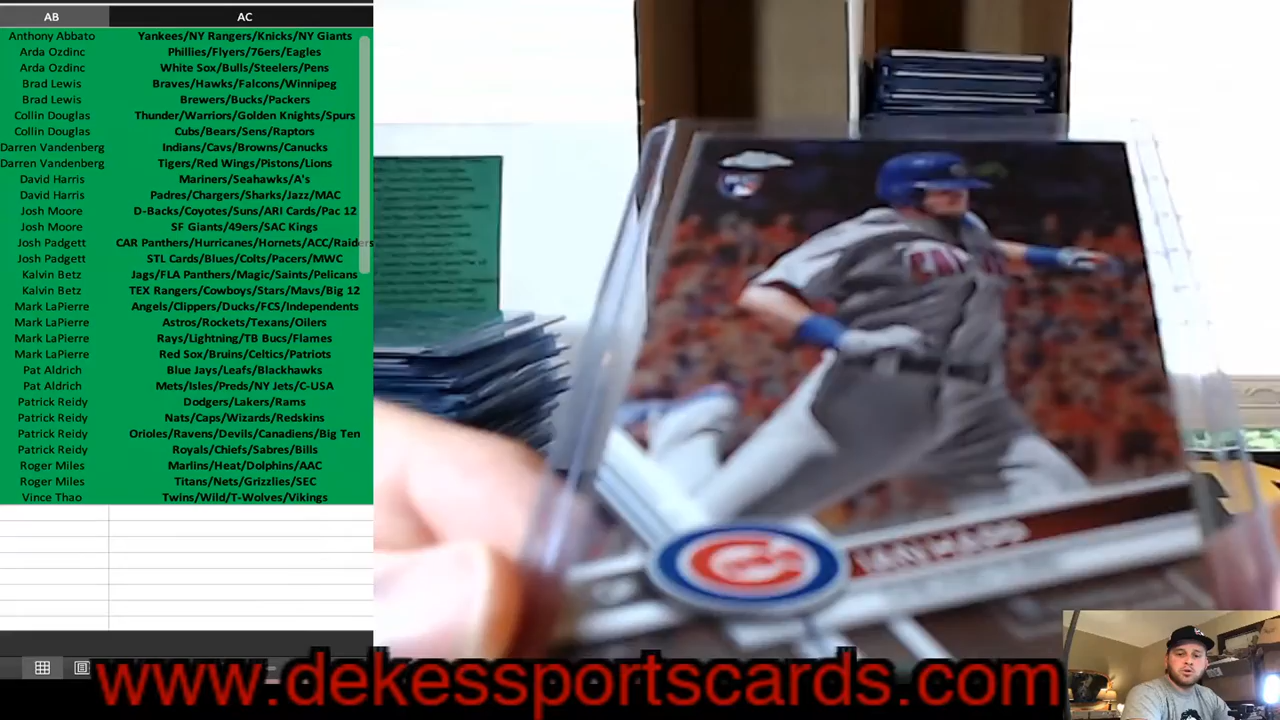 AB AC
Anthony Abbato Yankees/NY Rangers/Knicks/NY Giants
Arda Ozdinc Phillies/Flyers/76ers/Eagles
Arda Ozdinc White Sox/Bulls/Steelers/Pens
Brad Lewis Braves/Hawks/Falcons/Winnipeg
Brad Lewis Brewers/Bucks/Packers
Collin Douglas Thunder/Warriors/Golden Knights/Spurs
Collin Douglas Cubs/Bears/Sens/Raptors
Darren Vandenberg Indians/Cavs/Browns/Canucks
Darren Vandenberg Tigers/Red Wings/Pistons/Lions
David Harris Mariners/Seahawks/A's
David Harris Padres/Chargers/Sharks/Jazz/MAC
Josh Moore D-Backs/Coyotes/Suns/ARI Cards/Pac 12
Josh Moore SF Giants/49ers/SAC Kings
Josh Padgett CAR Panthers/Hurricanes/Hornets/ACC/Raiders
Josh Padgett STL Cards/Blues/Colts/Pacers/MWC
Kalvin Betz Jags/FLA Panthers/Magic/Saints/Pelicans
Kalvin Betz TEX Rangers/Cowboys/Stars/Mavs/Big 12
Mark LaPierre Angels/Clippers/Ducks/FCS/Independents
Mark LaPierre Astros/Rockets/Texans/Oilers
Mark LaPierre Rays/Lightning/TB Bucs/Flames
Mark LaPierre Red Sox/Bruins/Celtics/Patriots
Pat Aldrich Blue Jays/Leafs/Blackhawks
Pat Aldrich Mets/Isles/Preds/NY Jets/C-USA
Patrick Reidy Dodgers/Lakers/Rams
Patrick Reidy Nats/Caps/Wizards/Redskins
Patrick Reidy Orioles/Ravens/Devils/Canadiens/Big Ten
Patrick Reidy Royals/Chiefs/Sabres/Bills
Roger Miles Marlins/Heat/Dolphins/AAC
Roger Miles Titans/Nets/Grizzlies/SEC
Vince Thao Twins/Wild/T-Wolves/Vikings
www.dekessportscards.com